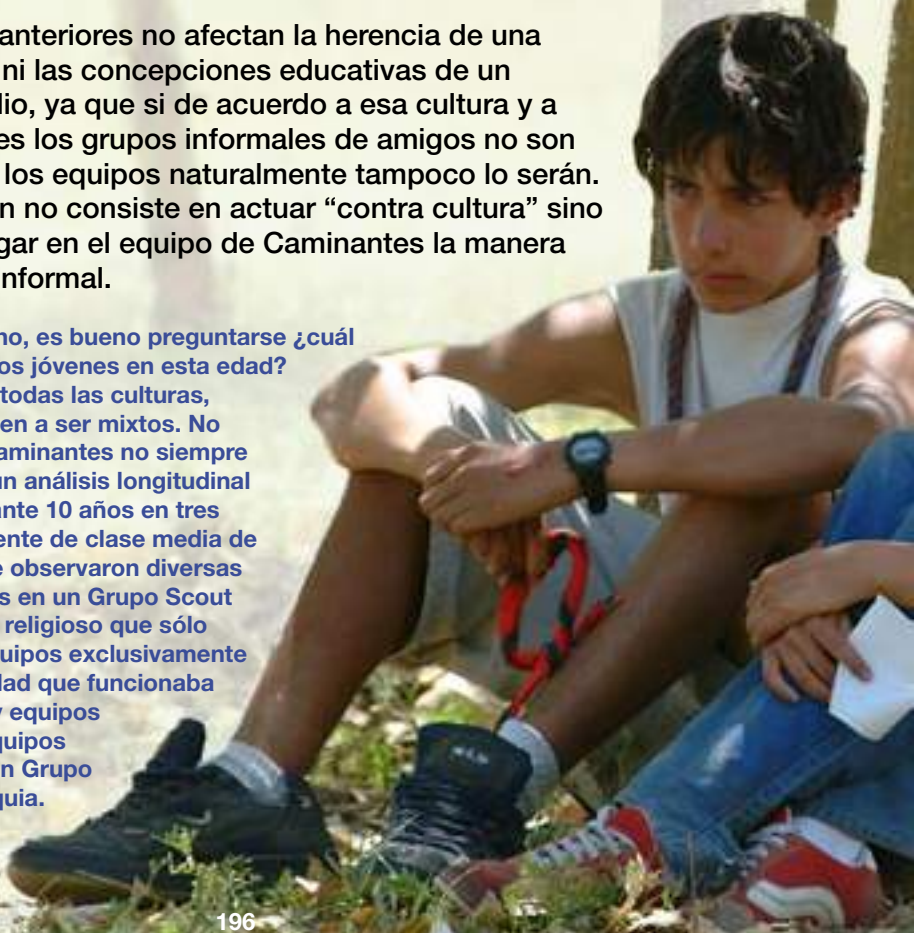 anteriores no afectan la herencia de una
ni las concepciones educativas de un
lio, ya que si de acuerdo a esa cultura y a
es los grupos informales de amigos no son
los equipos naturalmente tampoco lo serán.
n no consiste en actuar “contra cultura” sino
gar en el equipo de Caminantes la manera
nformal.
no, es bueno preguntarse ¿cuál
os jóvenes en esta edad?
todas las culturas,
en a ser mixtos. No
aminantes no siempre
un análisis longitudinal
ante 10 años en tres
ente de clase media de
e observaron diversas
s en un Grupo Scout
religioso que sólo
quipos exclusivamente
dad que funcionaba
y equipos
quipos
un Grupo
quia.
196